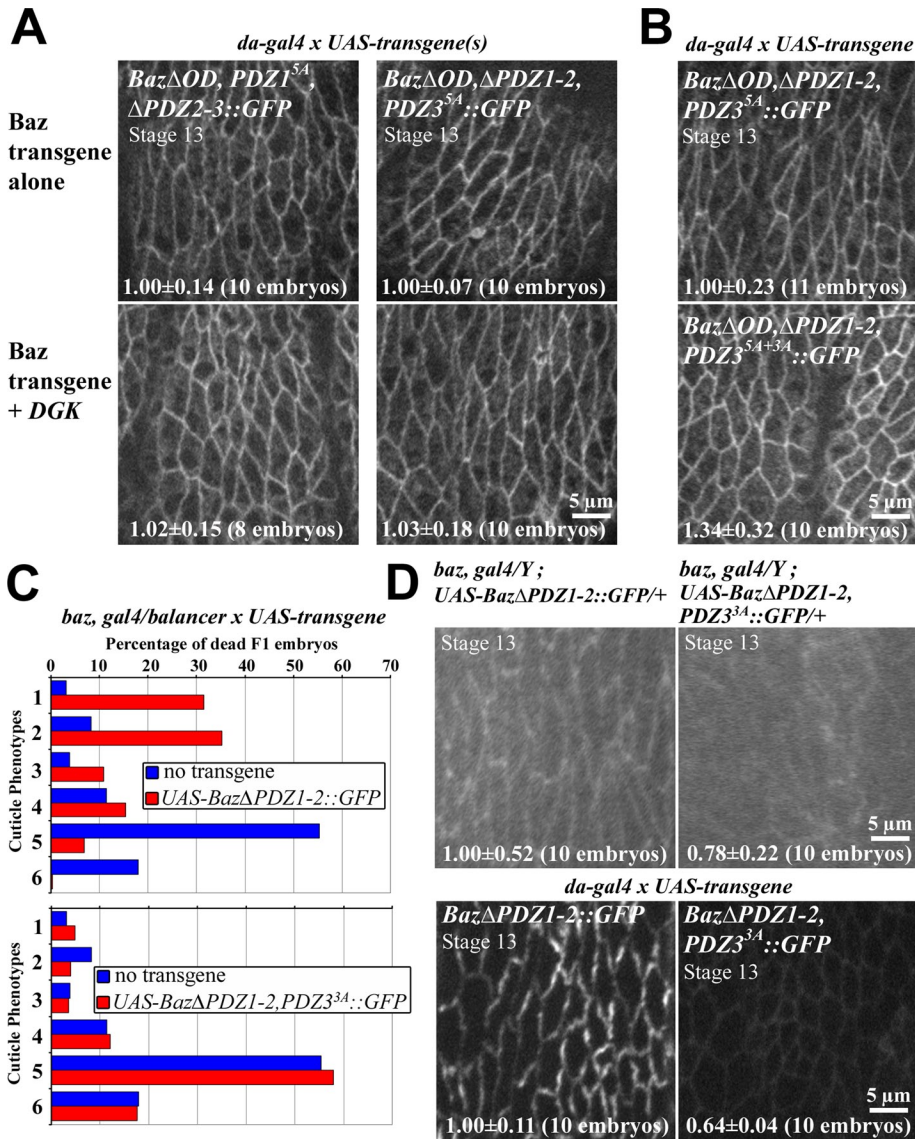 A
da-gal4 x UAS-transgene(s)
Baz transgene alone
BazΔOD, PDZ1^5A,
ΔPDZ2-3::GFP
Stage 13
1.00±0.14 (10 embryos)
BazΔOD,ΔPDZ1-2,
PDZ3^5A::GFP
Stage 13
1.00±0.07 (10 embryos)
Baz transgene + DGK
1.02±0.15 (8 embryos)
5 µm
1.03±0.18 (10 embryos)
B
da-gal4 x UAS-transgene
BazΔOD,ΔPDZ1-2,
PDZ3^5A::GFP
Stage 13
1.00±0.23 (11 embryos)
BazΔOD,ΔPDZ1-2,
PDZ3^5A+3A::GFP
5 µm
1.34±0.32 (10 embryos)
C
baz, gal4/balancer x UAS-transgene
Percentage of dead F1 embryos
0 10 20 30 40 50 60 70
Cuticle Phenotypes
1
2
3
4
5
6
no transgene
UAS-BazΔPDZ1-2::GFP
Cuticle Phenotypes
1
2
3
4
5
6
no transgene
UAS-BazΔPDZ1-2,PDZ3^3A::GFP
D
baz, gal4/Y ;
UAS-BazΔPDZ1-2::GFP/+
Stage 13
1.00±0.52 (10 embryos)
baz, gal4/Y ;
UAS-BazΔPDZ1-2,
PDZ3^3A::GFP/+
Stage 13
5 µm
0.78±0.22 (10 embryos)
da-gal4 x UAS-transgene
BazΔPDZ1-2::GFP
Stage 13
1.00±0.11 (10 embryos)
BazΔPDZ1-2,
PDZ3^3A::GFP
Stage 13
5 µm
0.64±0.04 (10 embryos)